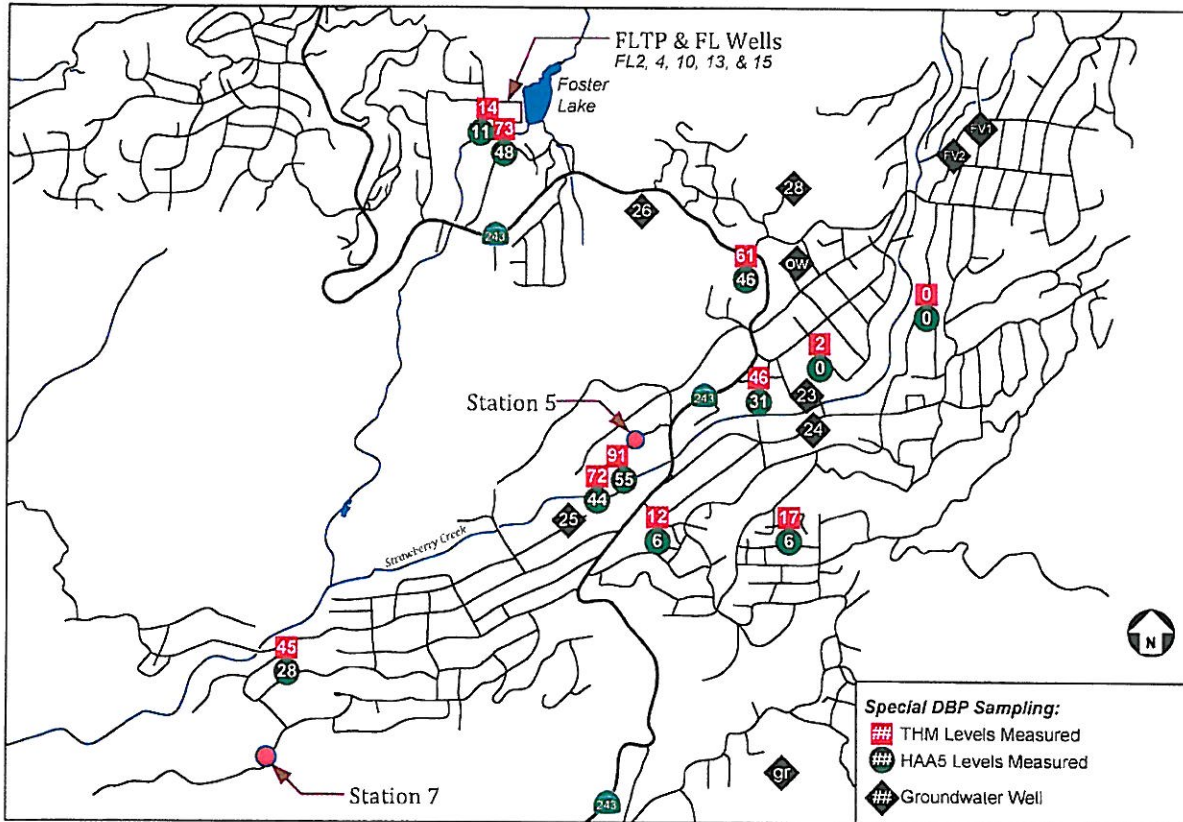 FLTP & FL Wells
FL2, 4, 10, 13, & 15
Foster
Lake
14
11
73
48
FV1
FV2
28
26
243
61
46
OW
0
0
2
0
46
31
23
243
24
Station 5
91
55
72
44
25
12
6
17
6
Strawberry Creek
45
28
Station 7
243
gr
N
Special DBP Sampling:
## THM Levels Measured
## HAA5 Levels Measured
## Groundwater Well